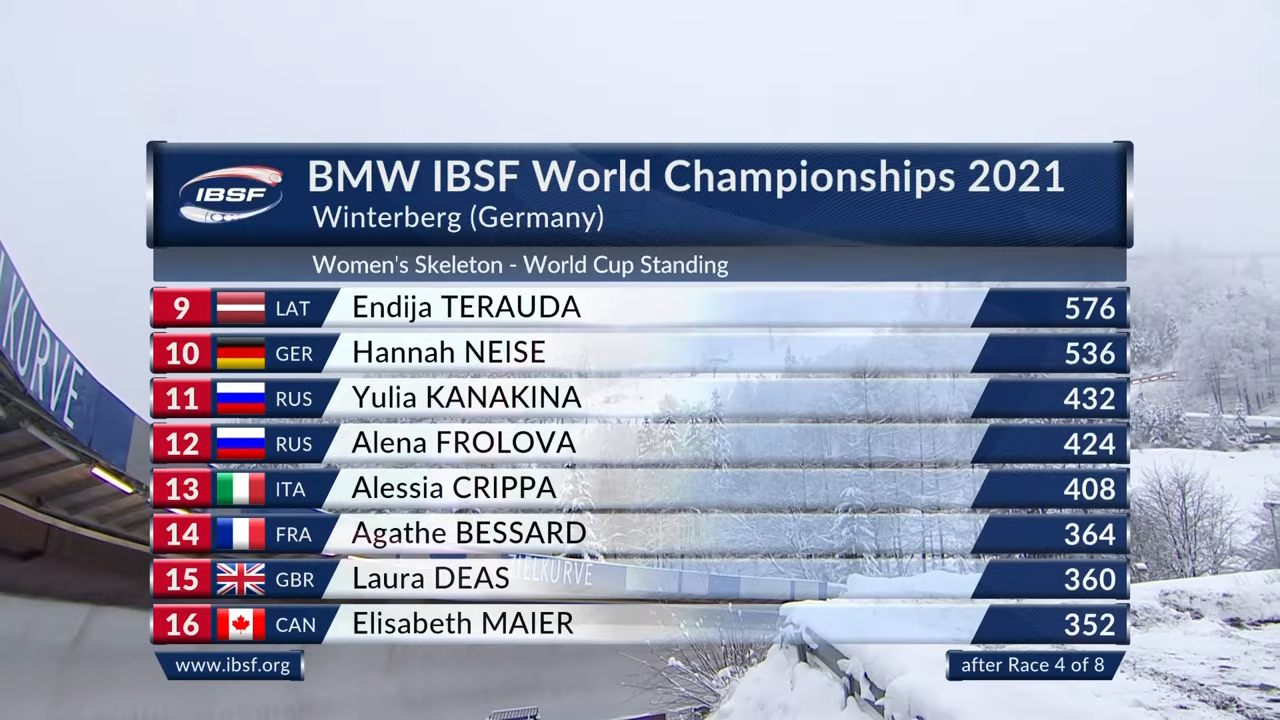 IBSF
BMW IBSF World Championships 2021
Winterberg (Germany)
Women's Skeleton - World Cup Standing
9 LAT Endija TERAUDA 576
10 GER Hannah NEISE 536
11 RUS Yulia KANAKINA 432
12 RUS Alena FROLOVA 424
13 ITA Alessia CRIPPA 408
14 FRA Agathe BESSARD 364
15 GBR Laura DEAS 360
16 CAN Elisabeth MAIER 352
www.ibsf.org
after Race 4 of 8
KURVE